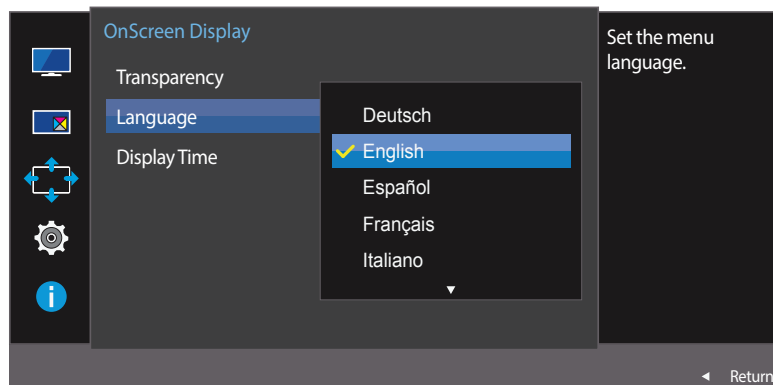 OnScreen Display
Transparency
Language
Display Time
Deutsch
English
Español
Français
Italiano
Set the menu
language.
Return